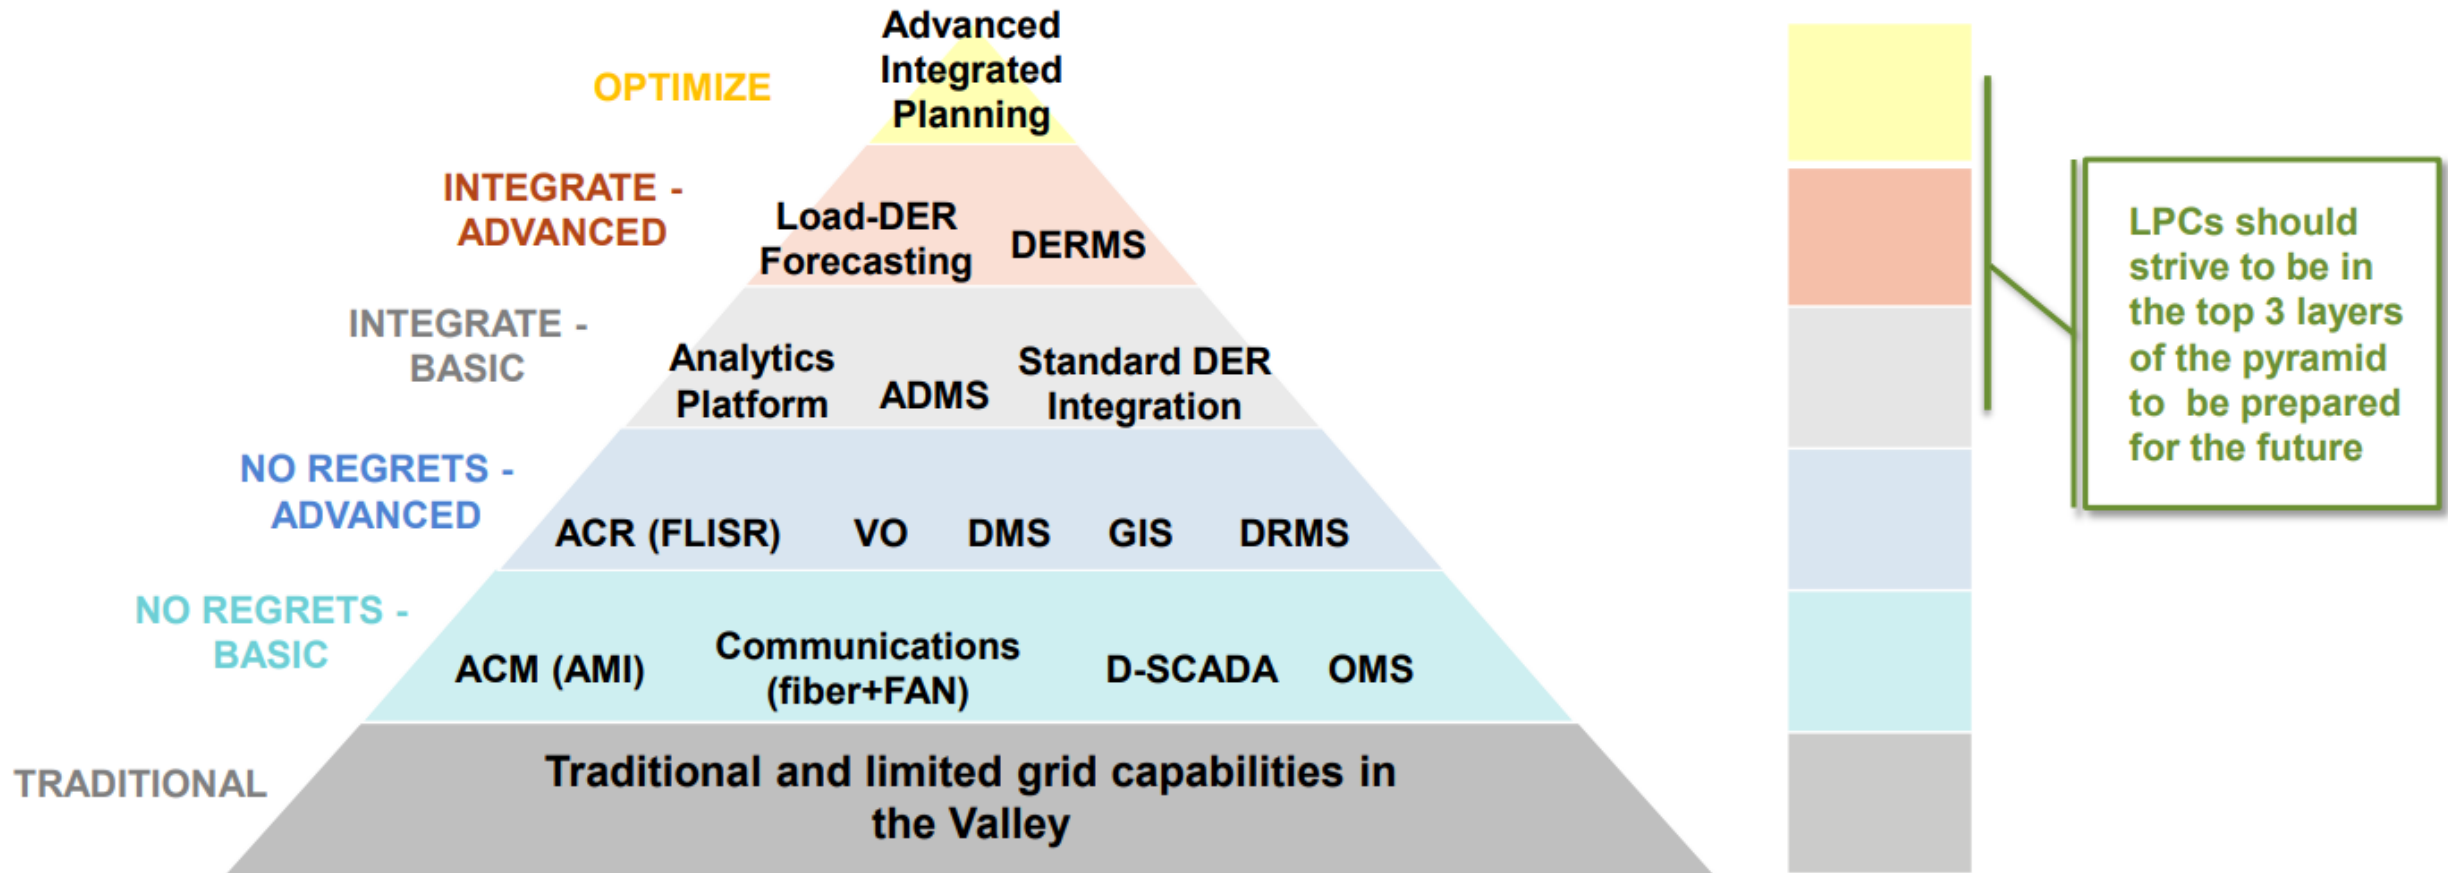 Advanced
Integrated
Planning
OPTIMIZE
INTEGRATE -
ADVANCED
Load-DER
Forecasting
DERMS
INTEGRATE -
BASIC
Analytics
Platform
ADMS
Standard DER
Integration
NO REGRETS -
ADVANCED
ACR (FLISR)
VO
DMS
GIS
DRMS
NO REGRETS -
BASIC
ACM (AMI)
Communications
(fiber+FAN)
D-SCADA
OMS
TRADITIONAL
Traditional and limited grid capabilities in
the Valley
LPCs should
strive to be in
the top 3 layers
of the pyramid
to be prepared
for the future